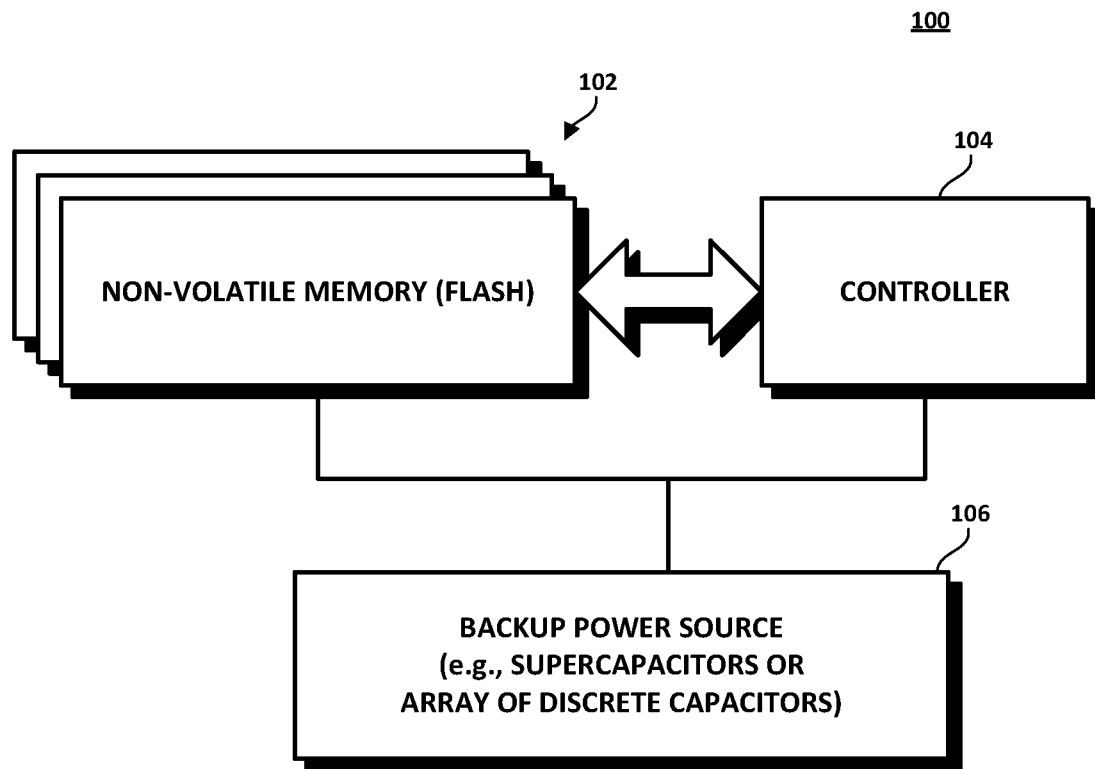 100
102
104
NON-VOLATILE MEMORY (FLASH)
CONTROLLER
106
BACKUP POWER SOURCE
(e.g., SUPERCAPACITORS OR
ARRAY OF DISCRETE CAPACITORS)